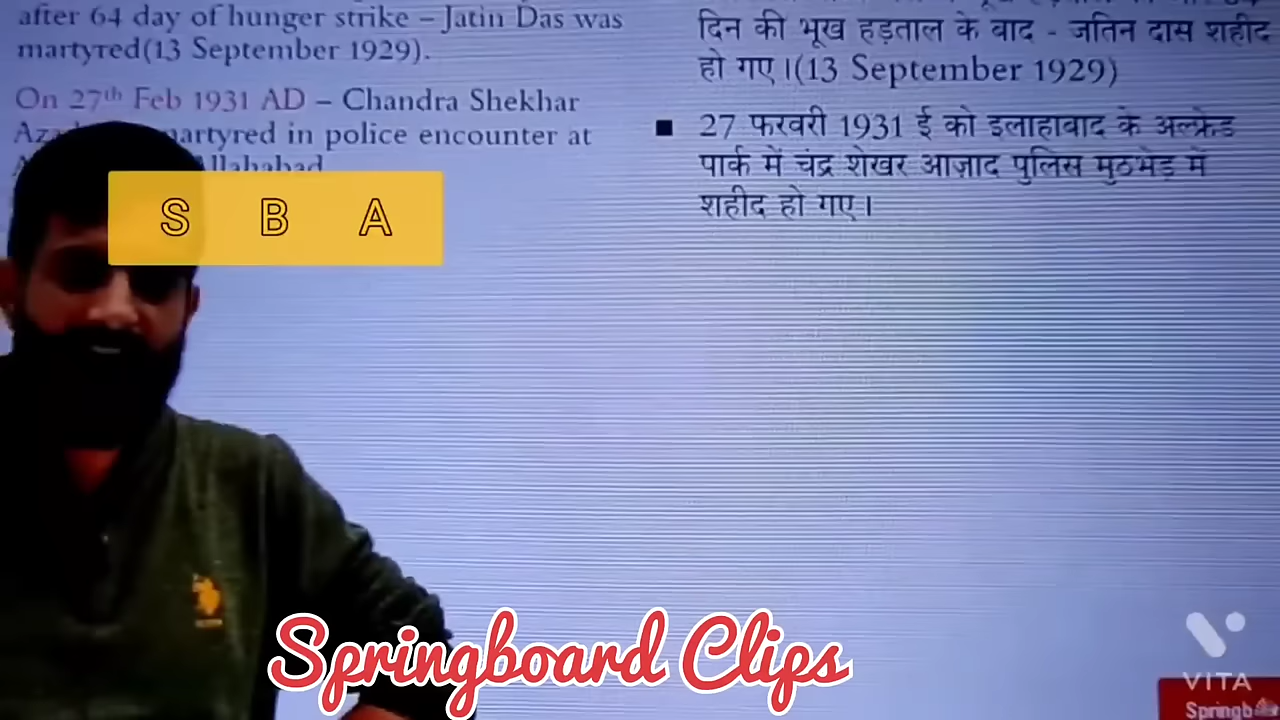 after 64 day of hunger strike – Jatin Das was
martyred(13 September 1929).
On 27th Feb 1931 AD – Chandra Shekhar
martyred in police encounter at
Allahabad
दिन की भूख हड़ताल के बाद - जतिन दास शहीद
हो गए।(13 September 1929)
■ 27 फरवरी 1931 ई को इलाहाबाद के अल्फ्रेड
पार्क में चंद्र शेखर आज़ाद पुलिस मुठभेड़ में
शहीद हो गए।
S B A
Springboard Clips
VITA